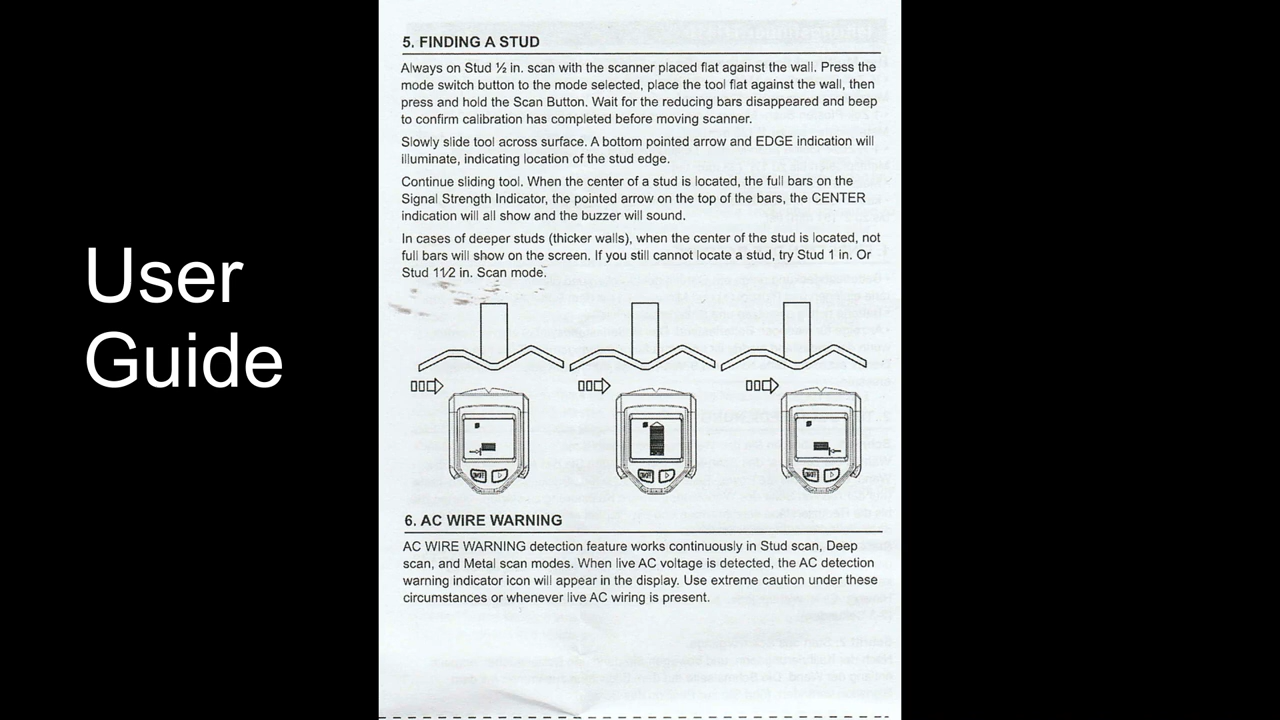 User
Guide
5. FINDING A STUD
Always on Stud ½ in. scan with the scanner placed flat against the wall. Press the
mode switch button to the mode selected, place the tool flat against the wall, then
press and hold the Scan Button. Wait for the reducing bars disappeared and beep
to confirm calibration has completed before moving scanner.
Slowly slide tool across surface. A bottom pointed arrow and EDGE indication will
illuminate, indicating location of the stud edge.
Continue sliding tool. When the center of a stud is located, the full bars on the
Signal Strength Indicator, the pointed arrow on the top of the bars, the CENTER
indication will all show and the buzzer will sound.
In cases of deeper studs (thicker walls), when the center of the stud is located, not
full bars will show on the screen. If you still cannot locate a stud, try Stud 1 in. Or
Stud 11⁄2 in. Scan mode.
6. AC WIRE WARNING
AC WIRE WARNING detection feature works continuously in Stud scan, Deep
scan, and Metal scan modes. When live AC voltage is detected, the AC detection
warning indicator icon will appear in the display. Use extreme caution under these
circumstances or whenever live AC wiring is present.